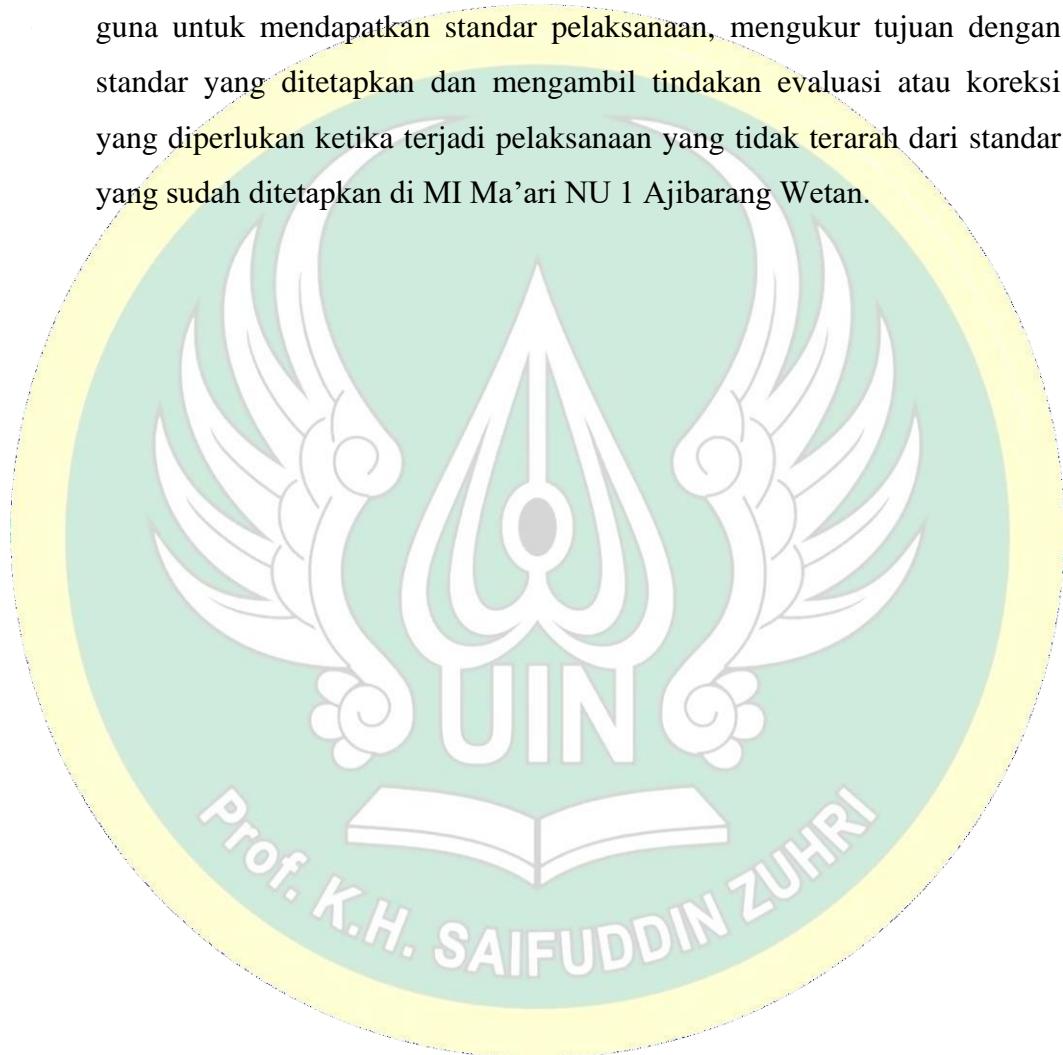 guna untuk mendapatkan standar pelaksanaan, mengukur tujuan dengan
standar yang ditetapkan dan mengambil tindakan evaluasi atau koreksi
yang diperlukan ketika terjadi pelaksanaan yang tidak terarah dari standar
yang sudah ditetapkan di MI Ma’ari NU 1 Ajibarang Wetan.
UIN
Prof. K.H. SAIFUDDIN ZUHRI